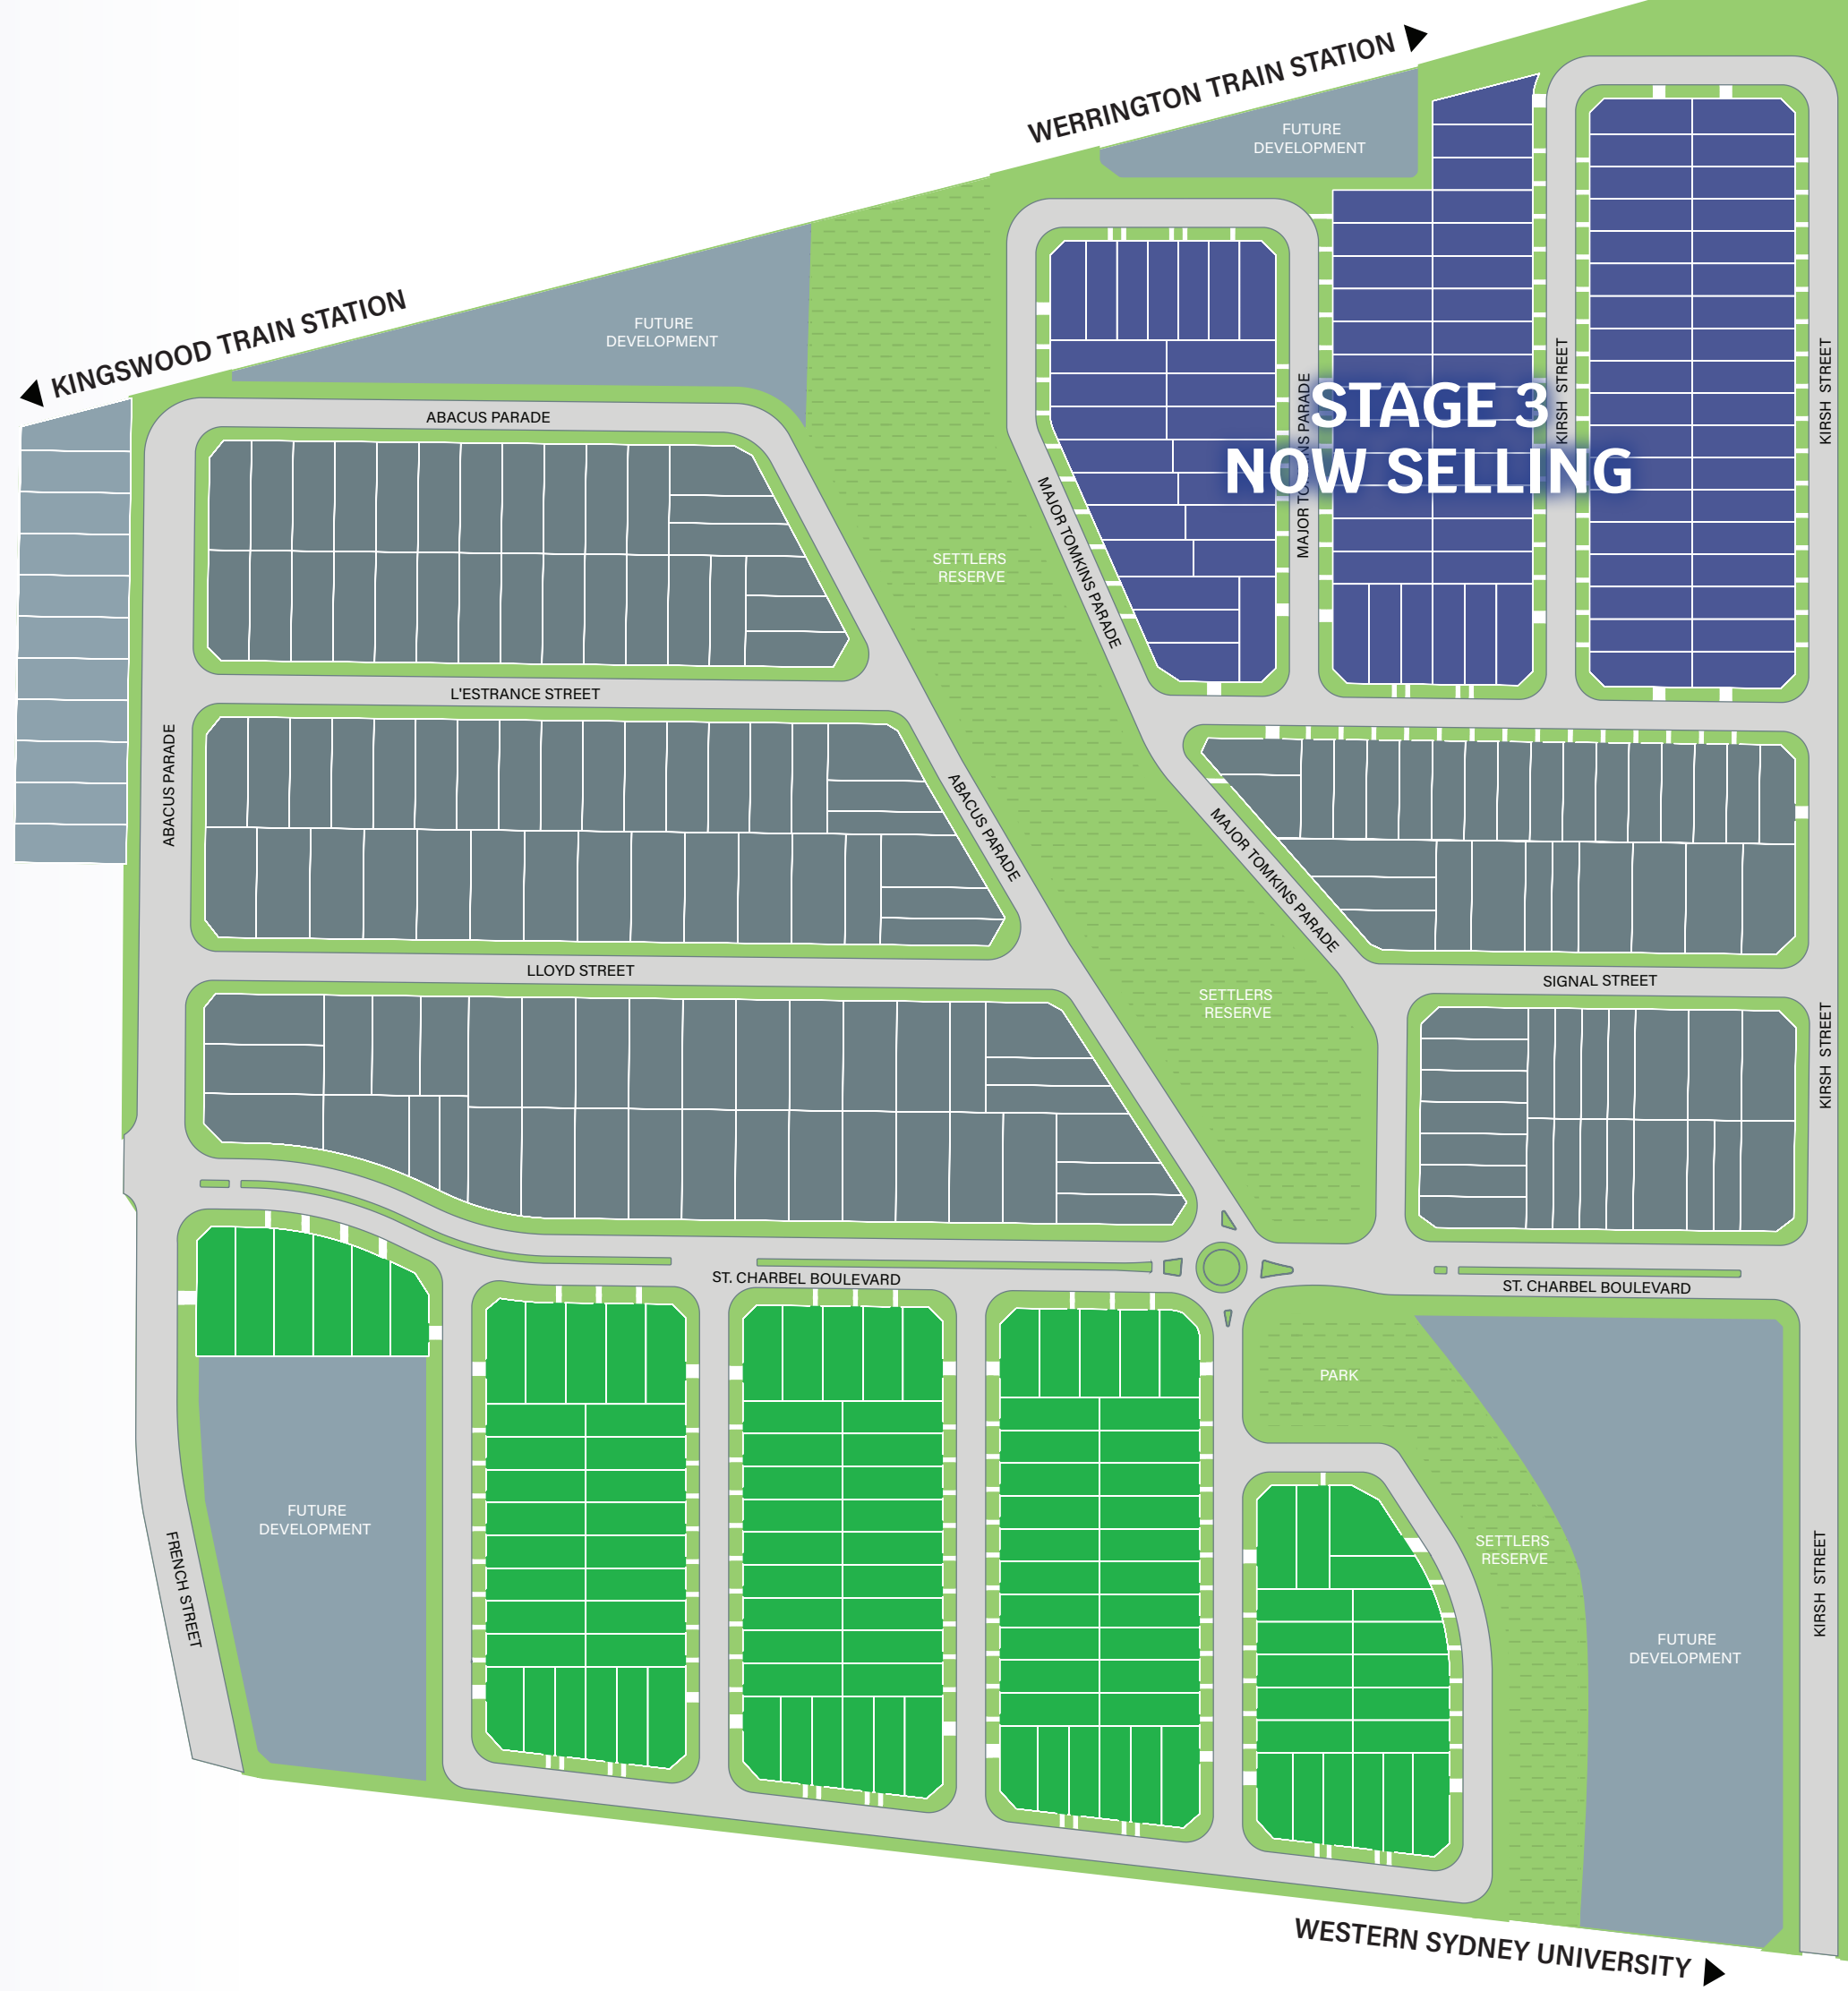 WERRINGTON TRAIN STATION
FUTURE
DEVELOPMENT
KINGSWOOD TRAIN STATION
FUTURE
DEVELOPMENT
ABACUS PARADE
STAGE 3
NOW SELLING
MAJOR TOMKINS PARADE
KIRSH STREET
KIRSH STREET
MAJOR TOMKINS PARADE
SETTLERS
RESERVE
L'ESTRANCE STREET
ABACUS PARADE
ABACUS PARADE
MAJOR TOMKINS PARADE
LLOYD STREET
SIGNAL STREET
SETTLERS
RESERVE
KIRSH STREET
ST. CHARBEL BOULEVARD
ST. CHARBEL BOULEVARD
PARK
FUTURE
DEVELOPMENT
SETTLERS
RESERVE
FRENCH STREET
KIRSH STREET
FUTURE
DEVELOPMENT
WESTERN SYDNEY UNIVERSITY